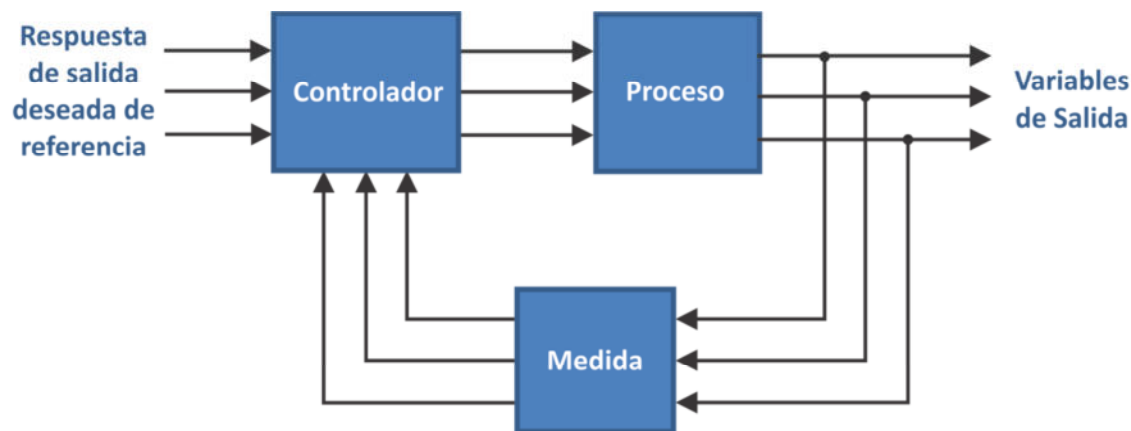 Respuesta
de salida
deseada de
referencia
Controlador
Proceso
Variables
de Salida
Medida